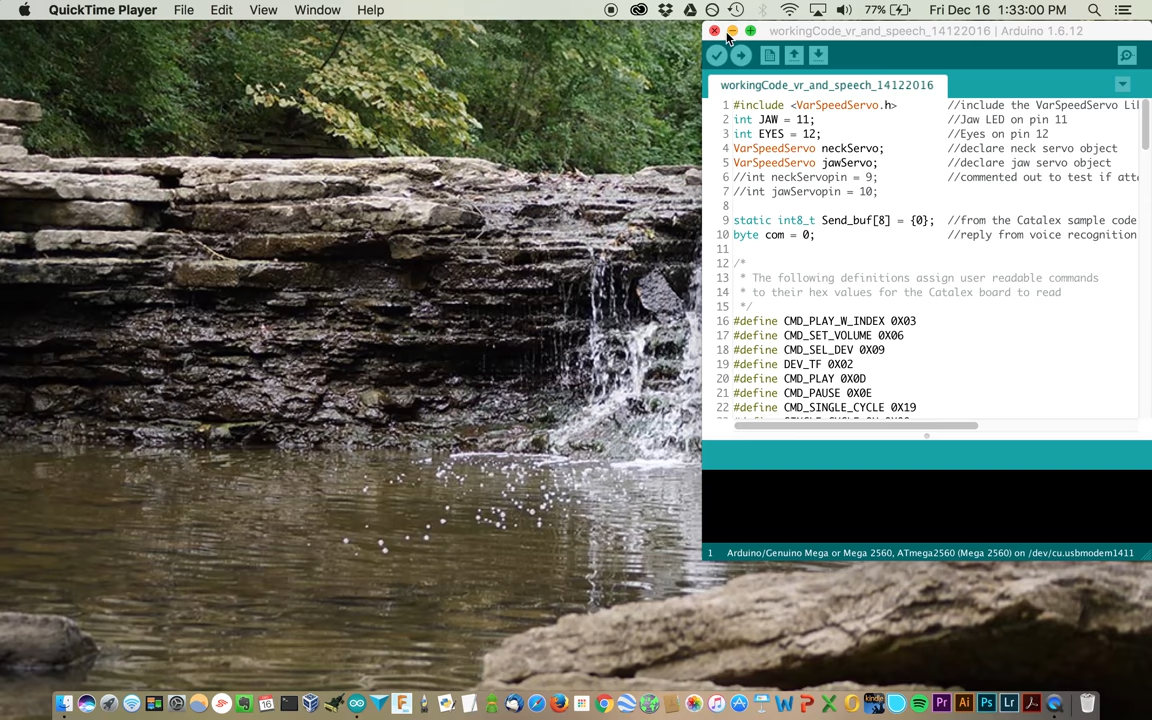 QuickTime Player File Edit View Window Help 77% Fri Dec 16 1:33:00 PM
workingCode_vr_and_speech_14122016 | Arduino 1.6.12
workingCode_vr_and_speech_14122016
1 #include <VarSpeedServo.h> //include the VarSpeedServo Lil
2 int JAW = 11; //Jaw LED on pin 11
3 int EYES = 12; //Eyes on pin 12
4 VarSpeedServo neckServo; //declare neck servo object
5 VarSpeedServo jawServo; //declare jaw servo object
6 //int neckServopin = 9; //commented out to test if atta
7 //int jawServopin = 10;
8
9 static int8_t Send_buf[8] = {0}; //from the Catalex sample code
10 byte com = 0; //reply from voice recognition
11
12 /*
13 * The following definitions assign user readable commands
14 * to their hex values for the Catalex board to read
15 */
16 #define CMD_PLAY_W_INDEX 0X03
17 #define CMD_SET_VOLUME 0X06
18 #define CMD_SEL_DEV 0X09
19 #define DEV_TF 0X02
20 #define CMD_PLAY 0X0D
21 #define CMD_PAUSE 0X0E
22 #define CMD_SINGLE_CYCLE 0X19
1 Arduino/Genuino Mega or Mega 2560, ATmega2560 (Mega 2560) on /dev/cu.usbmodem1411